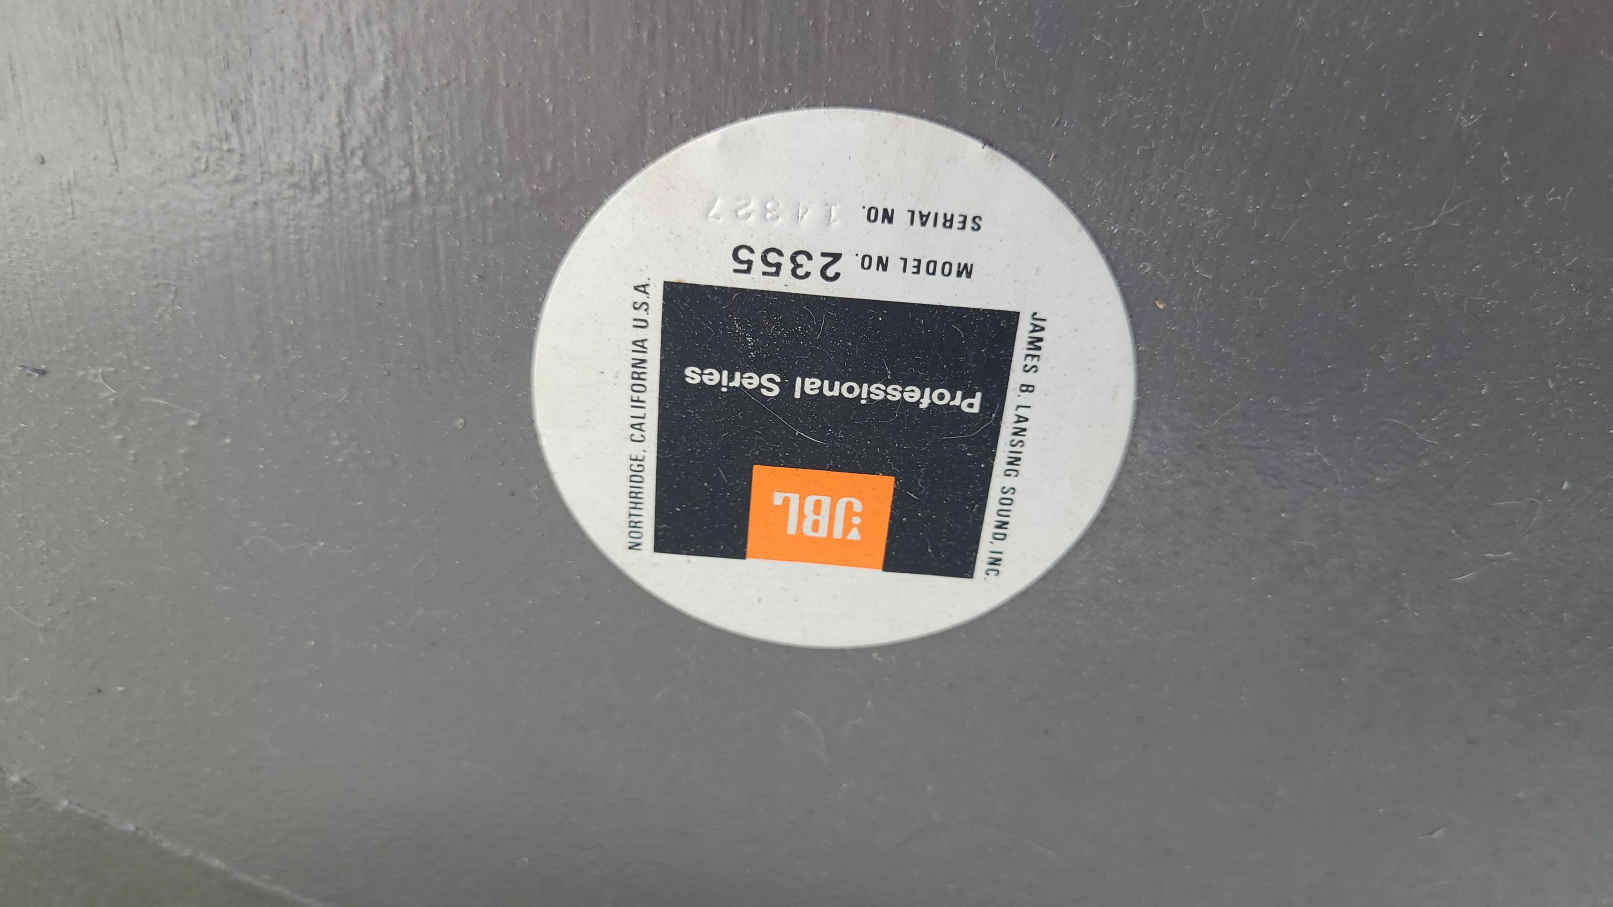 JBL
Professional Series
JAMES B. LANSING SOUND, INC.
NORTHRIDGE, CALIFORNIA U.S.A.
MODEL NO. 2355
SERIAL NO. 14327